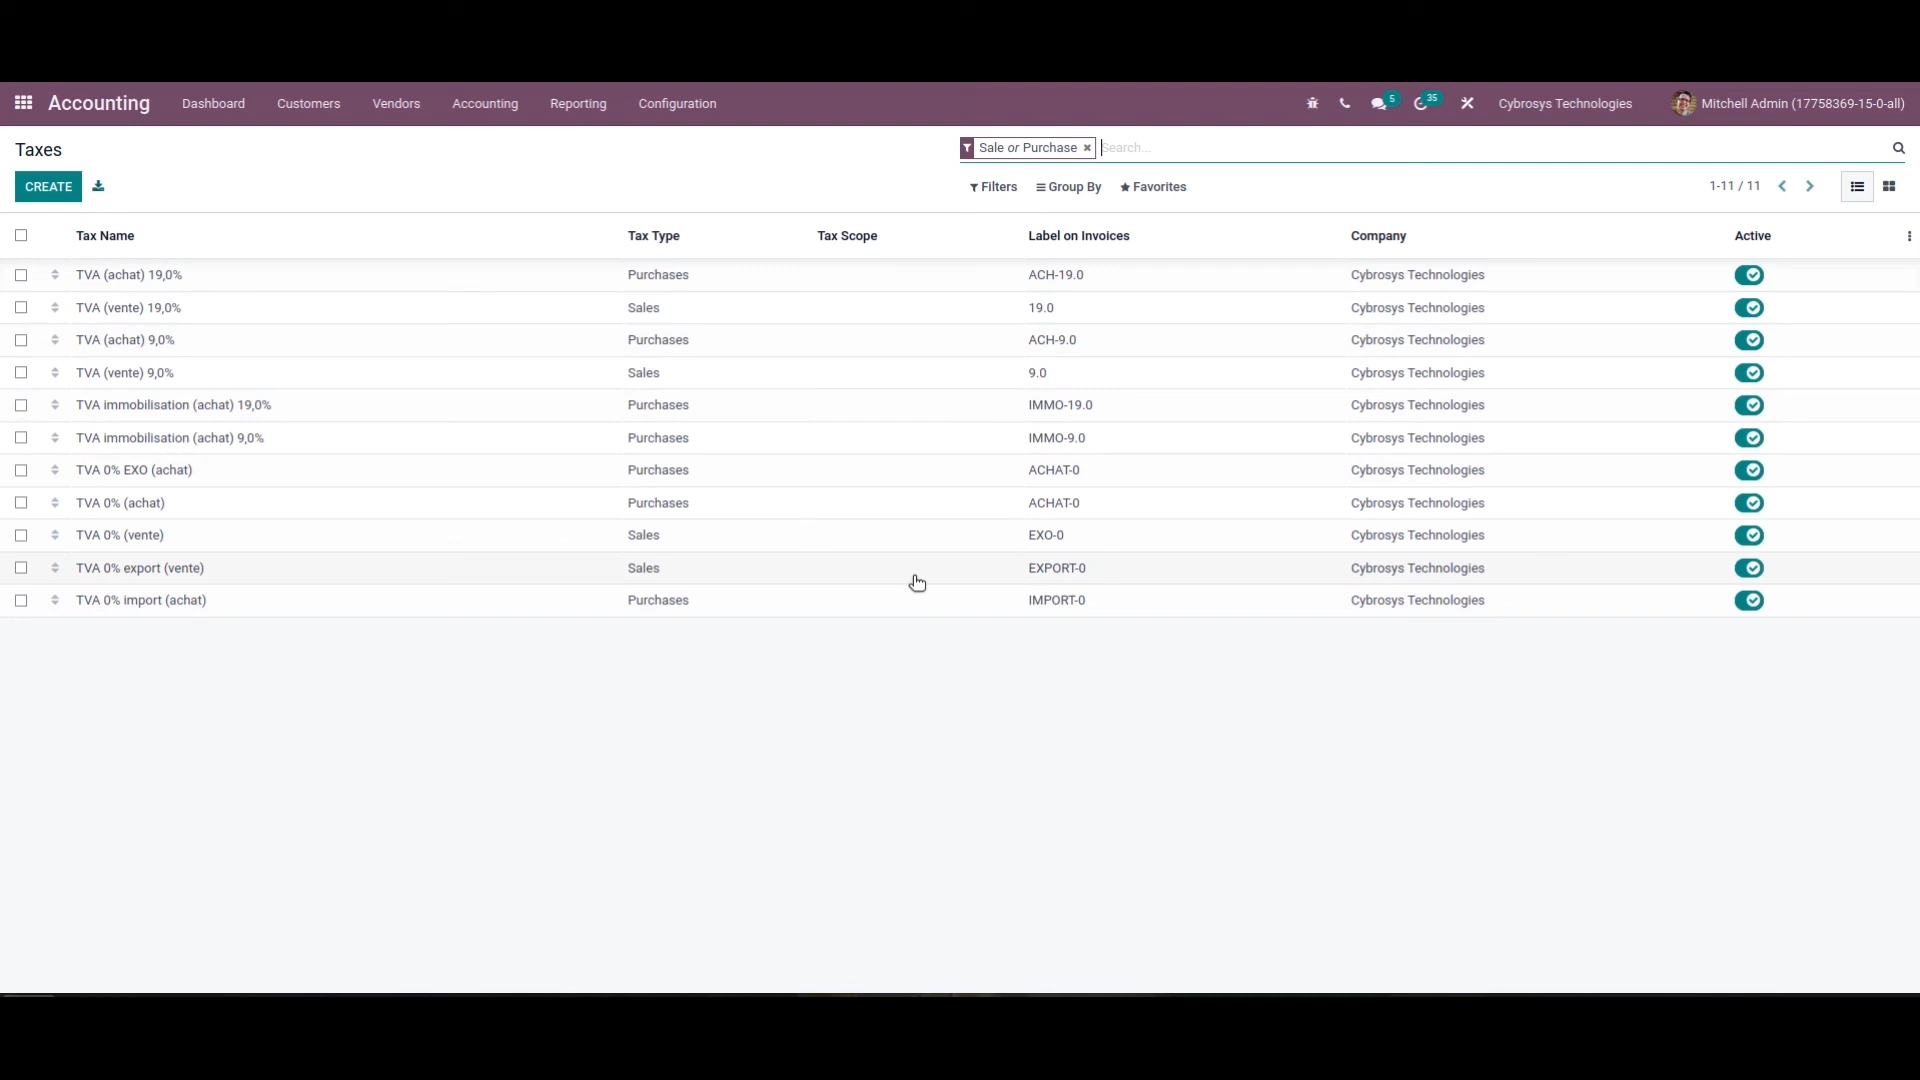 Accounting Dashboard Customers Vendors Accounting Reporting Configuration 5 35 Cybrosys Technologies Mitchell Admin (17758369-15-0-all)
Taxes Sale or Purchase Search...
CREATE Filters Group By Favorites 1-11 / 11
Tax Name Tax Type Tax Scope Label on Invoices Company Active
TVA (achat) 19,0% Purchases ACH-19.0 Cybrosys Technologies
TVA (vente) 19,0% Sales 19.0 Cybrosys Technologies
TVA (achat) 9,0% Purchases ACH-9.0 Cybrosys Technologies
TVA (vente) 9,0% Sales 9.0 Cybrosys Technologies
TVA immobilisation (achat) 19,0% Purchases IMMO-19.0 Cybrosys Technologies
TVA immobilisation (achat) 9,0% Purchases IMMO-9.0 Cybrosys Technologies
TVA 0% EXO (achat) Purchases ACHAT-0 Cybrosys Technologies
TVA 0% (achat) Purchases ACHAT-0 Cybrosys Technologies
TVA 0% (vente) Sales EXO-0 Cybrosys Technologies
TVA 0% export (vente) Sales EXPORT-0 Cybrosys Technologies
TVA 0% import (achat) Purchases IMPORT-0 Cybrosys Technologies